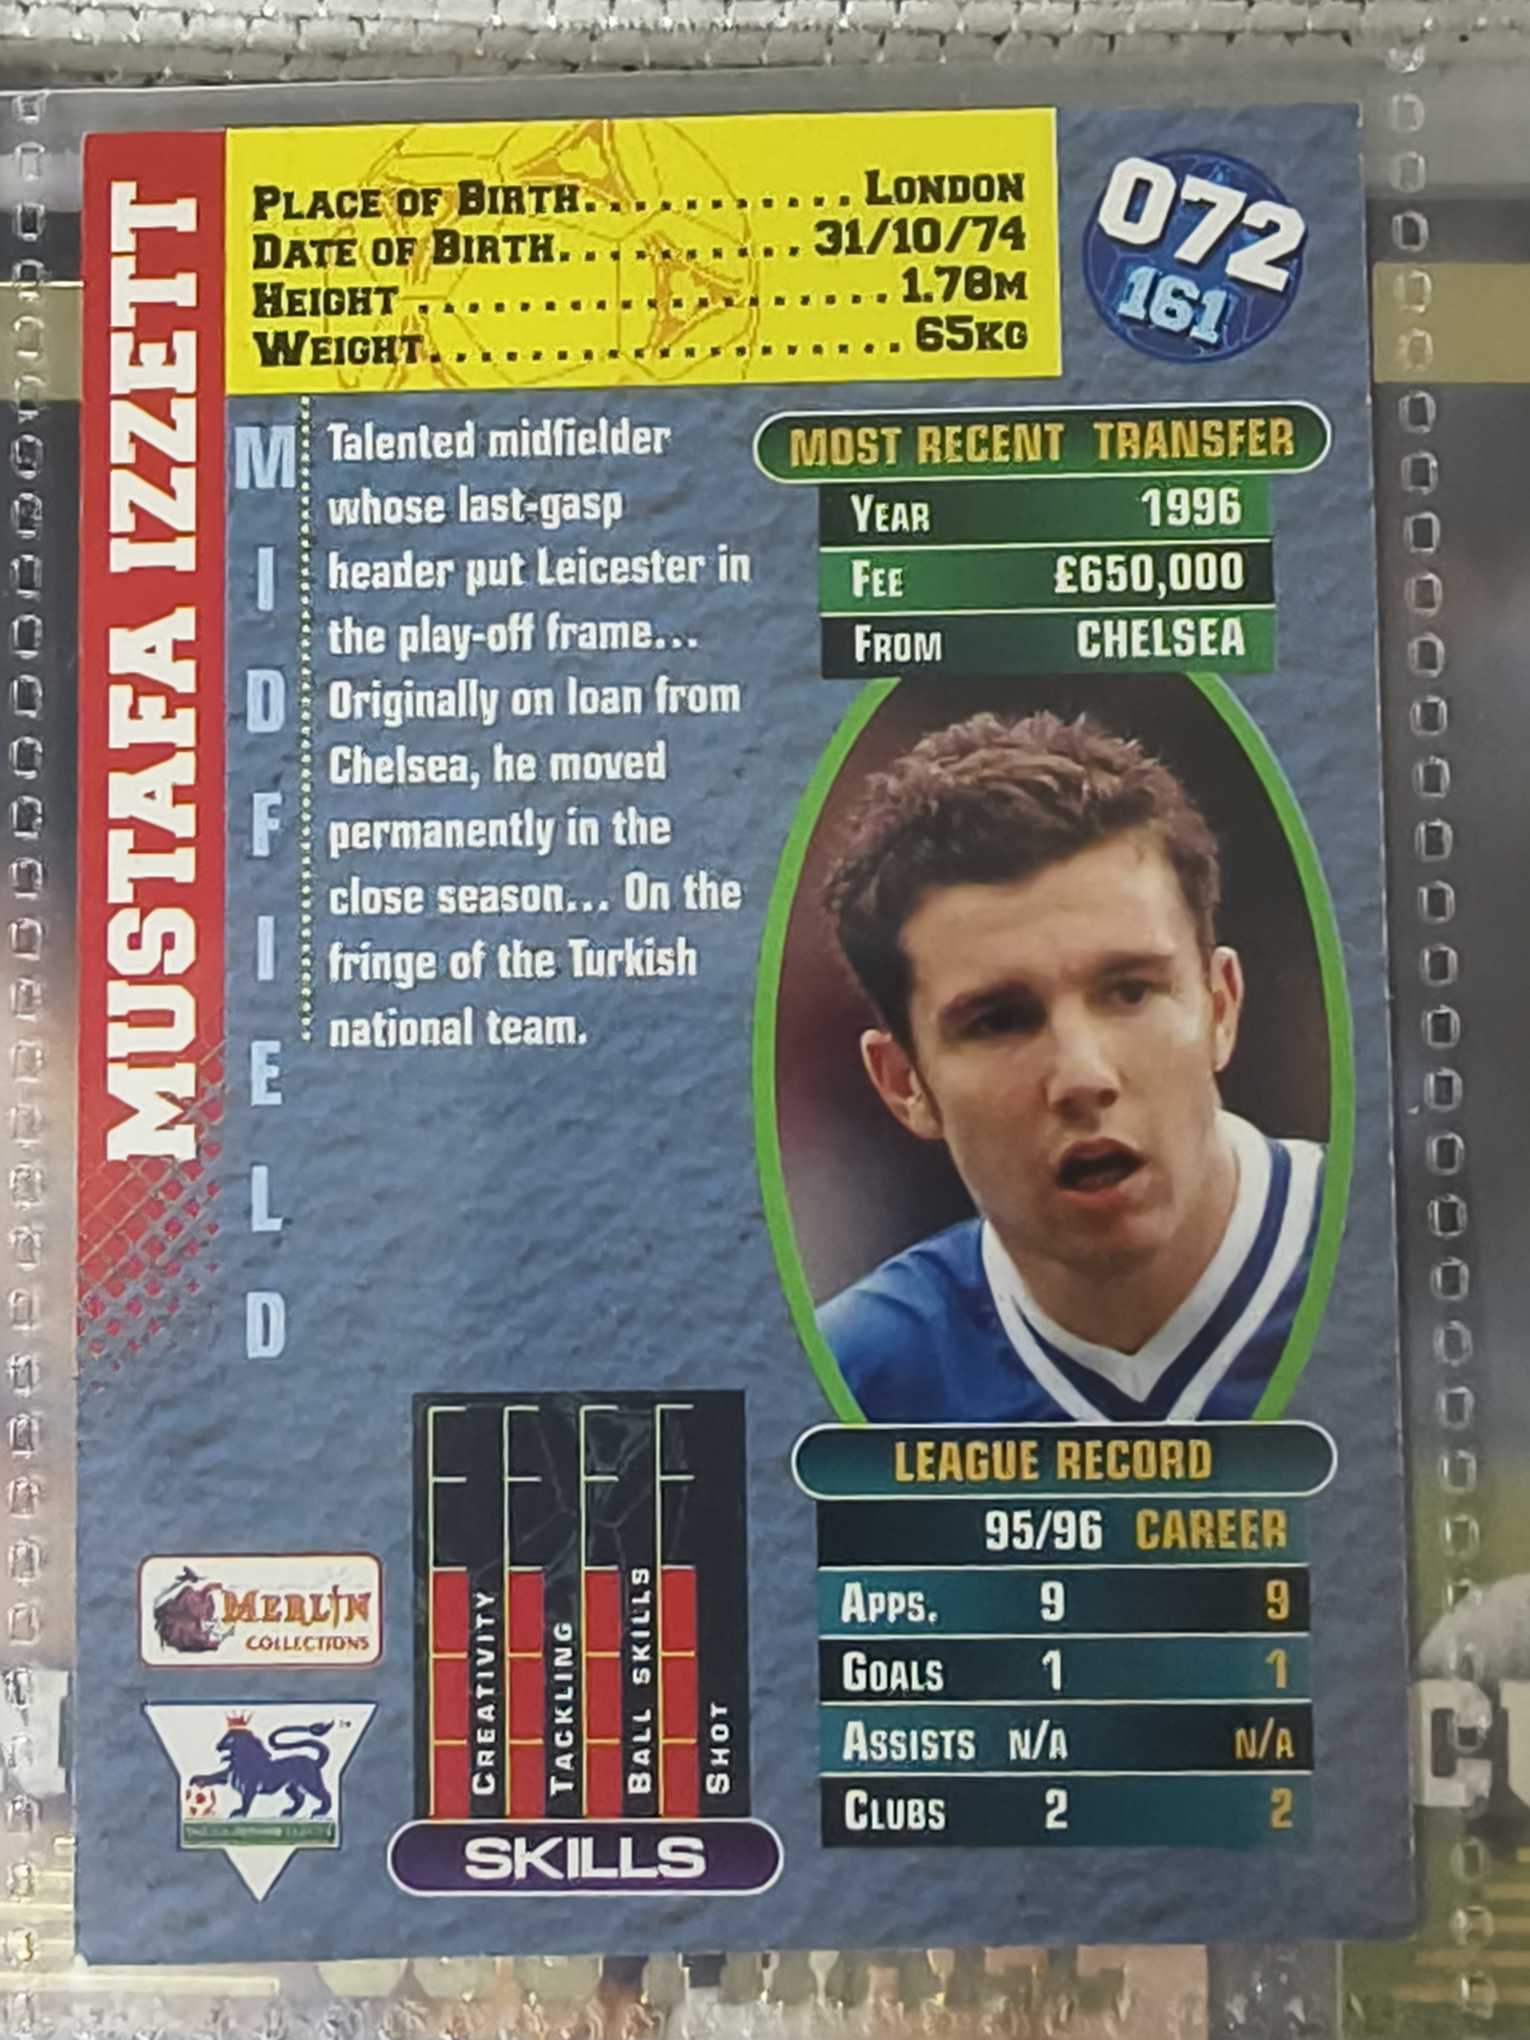 MUSTAFA IZZETT
PLACE OF BIRTH.......... LONDON
DATE OF BIRTH.......... 31/10/74
HEIGHT.................... 1.78M
WEIGHT.................... 65KG
072
161
MIDFIELD
Talented midfielder
whose last-gasp
header put Leicester in
the play-off frame...
Originally on loan from
Chelsea, he moved
permanently in the
close season... On the
fringe of the Turkish
national team.
MOST RECENT TRANSFER
YEAR 1996
FEE £650,000
FROM CHELSEA
LEAGUE RECORD
95/96 CAREER
APPS. 9 9
GOALS 1 1
ASSISTS N/A N/A
CLUBS 2 2
CREATIVITY
TACKLING
BALL SKILLS
SHOT
SKILLS
MERLIN
COLLECTIONS